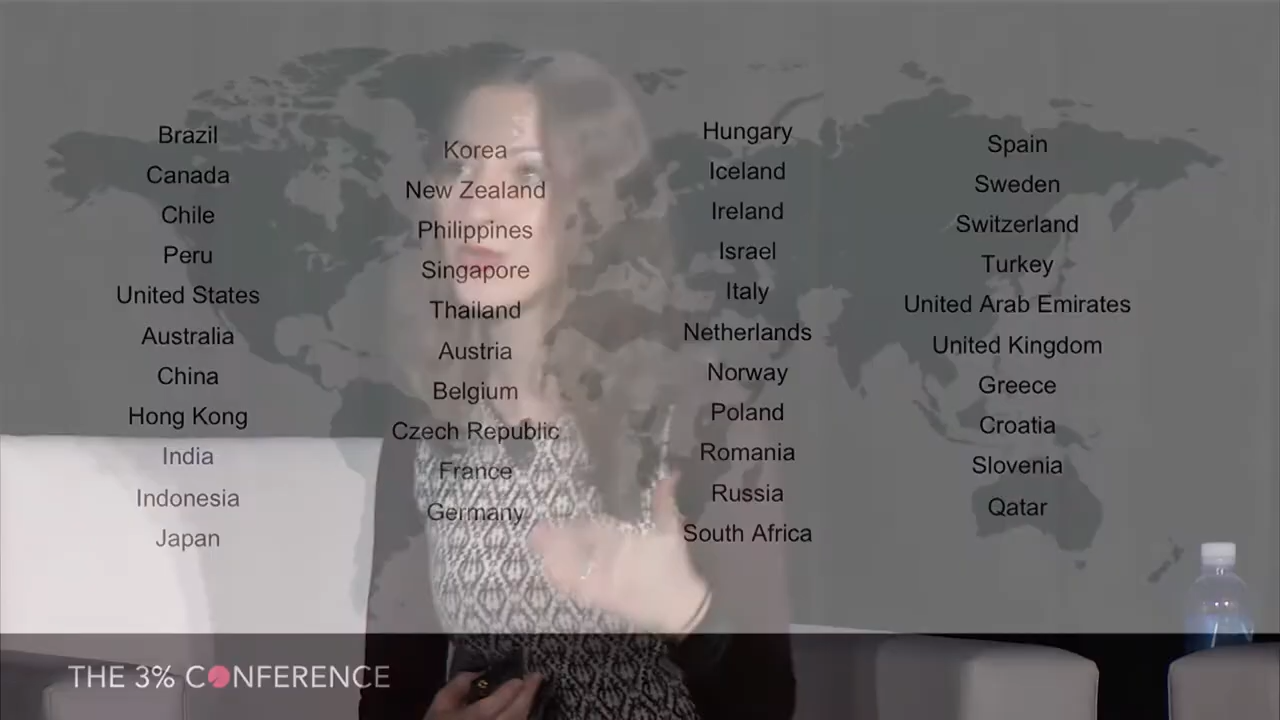 Brazil
Canada
Chile
Peru
United States
Australia
China
Hong Kong
India
Indonesia
Japan
Korea
New Zealand
Philippines
Singapore
Thailand
Austria
Belgium
Czech Republic
France
Germany
Hungary
Iceland
Ireland
Israel
Italy
Netherlands
Norway
Poland
Romania
Russia
South Africa
Spain
Sweden
Switzerland
Turkey
United Arab Emirates
United Kingdom
Greece
Croatia
Slovenia
Qatar
THE 3% CONFERENCE